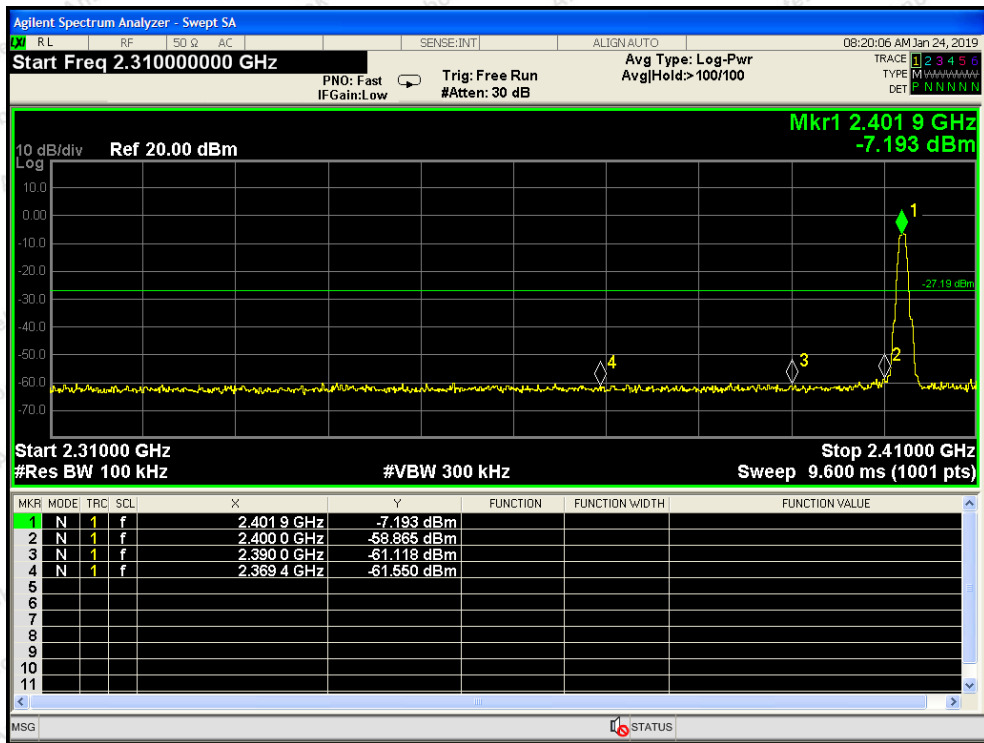 Agilent Spectrum Analyzer - Swept SA
LXI RL RF 50 Ω AC SENSE:INT ALIGNAUTO 08:20:06 AM Jan 24, 2019
Start Freq 2.310000000 GHz
PNO: Fast
IFGain:Low
Trig: Free Run
#Atten: 30 dB
Avg Type: Log-Pwr
Avg|Hold:>100/100
TRACE 1 2 3 4 5 6
TYPE MWWWWW
DET P N N N N N
Mkr1 2.401 9 GHz
-7.193 dBm
10 dB/div Ref 20.00 dBm
Log
10.0
0.00
-10.0
-20.0
-30.0
-40.0
-50.0
-60.0
-70.0
1
-27.19 dBm
4
3
2
Start 2.31000 GHz Stop 2.41000 GHz
#Res BW 100 kHz #VBW 300 kHz Sweep 9.600 ms (1001 pts)
MKR MODE TRC SCL X Y FUNCTION FUNCTION WIDTH FUNCTION VALUE
1 N 1 f 2.401 9 GHz -7.193 dBm
2 N 1 f 2.400 0 GHz -58.865 dBm
3 N 1 f 2.390 0 GHz -61.118 dBm
4 N 1 f 2.369 4 GHz -61.550 dBm
5
6
7
8
9
10
11
MSG STATUS